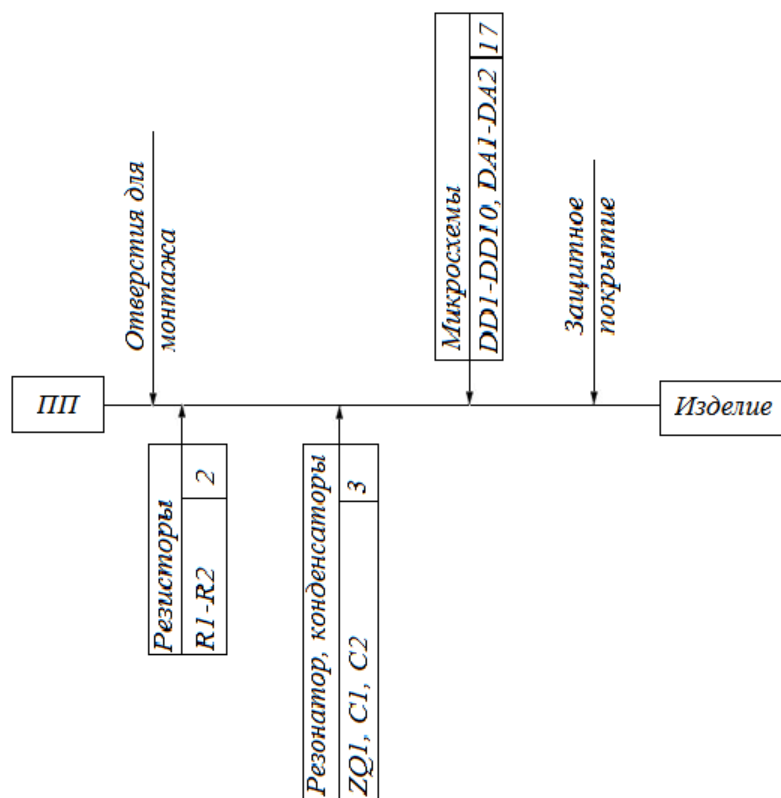 ПП
Отверстия для
монтажа
Резисторы
R1-R2
2
Резонатор, конденсаторы
ZQ1, C1, C2
3
Микросхемы
DD1-DD10, DA1-DA2
17
Защитное
покрытие
Изделие